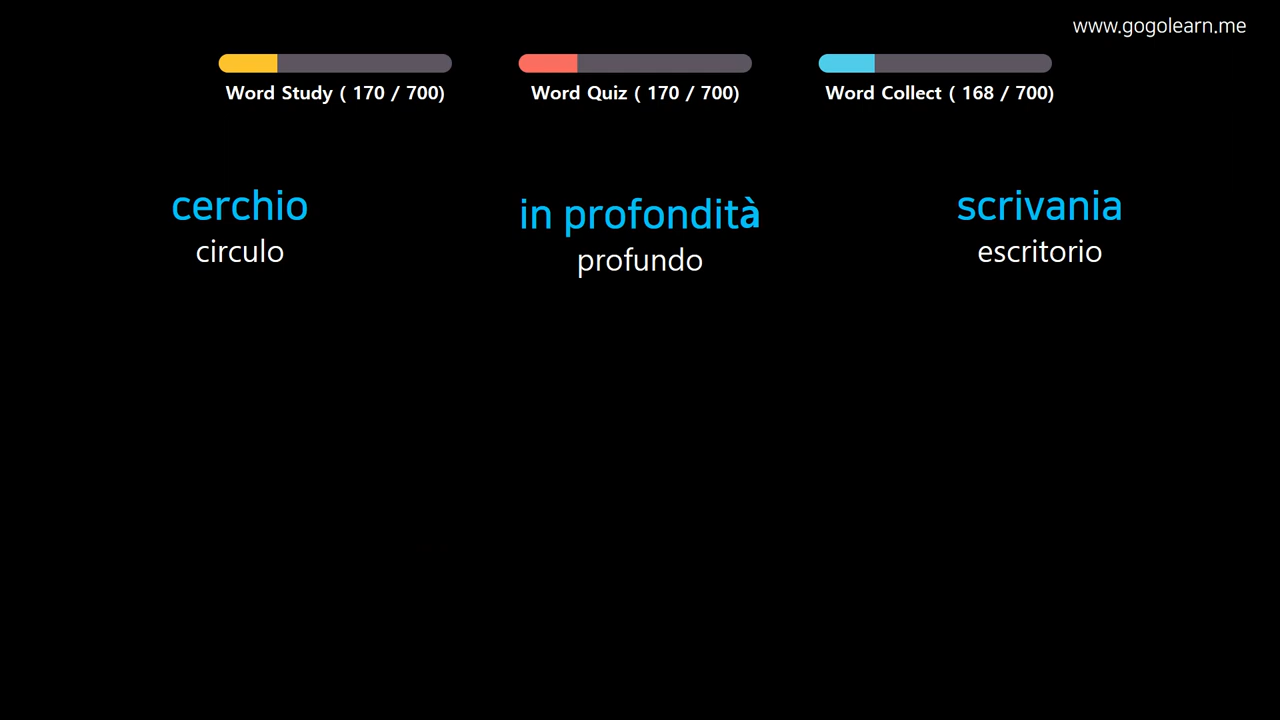 www.gogolearn.me
Word Study ( 170 / 700)
Word Quiz ( 170 / 700)
Word Collect ( 168 / 700)
cerchio
circulo
in profondità
profundo
scrivania
escritorio